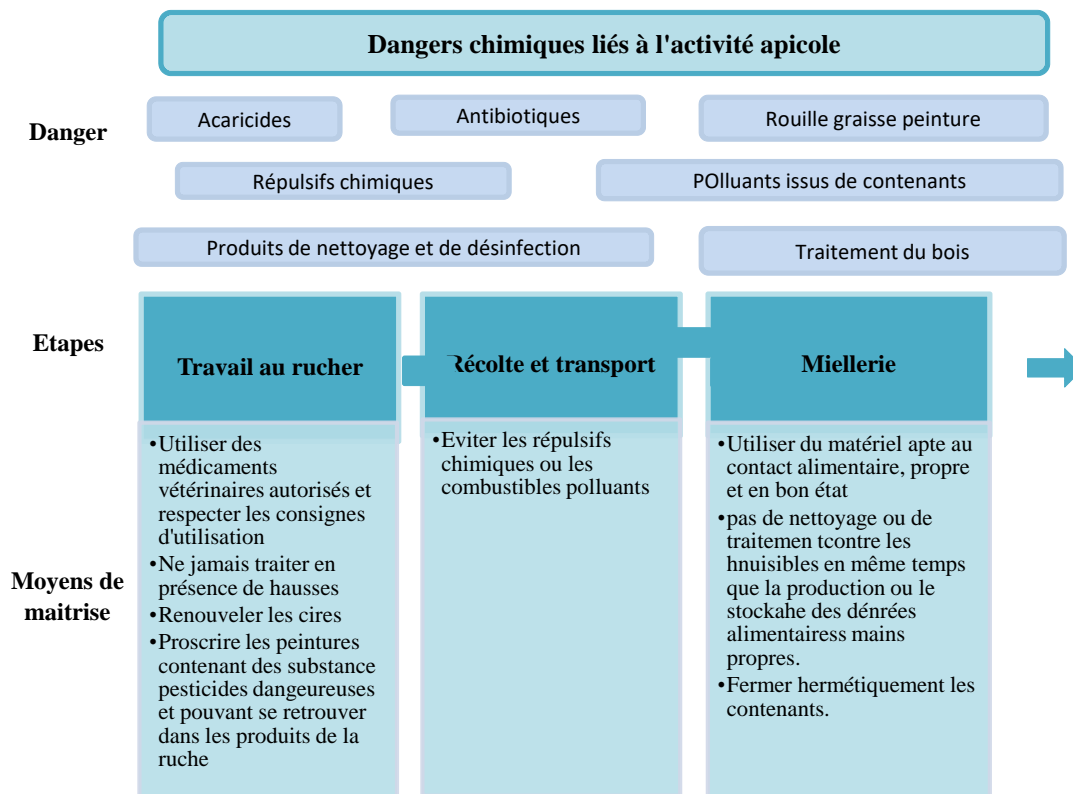 Dangers chimiques liés à l'activité apicole
Danger
Acaricides
Antibiotiques
Rouille graisse peinture
Répulsifs chimiques
POlluants issus de contenants
Produits de nettoyage et de désinfection
Traitement du bois
Etapes
Travail au rucher
Récolte et transport
Miellerie
Moyens de
maitrise
•Utiliser des
médicaments
vétérinaires autorisés et
respecter les consignes
d'utilisation
•Ne jamais traiter en
présence de hausses
•Renouveler les cires
•Proscrire les peintures
contenant des substance
pesticides dangeureuses
et pouvant se retrouver
dans les produits de la
ruche
•Eviter les répulsifs
chimiques ou les
combustibles polluants
•Utiliser du matériel apte au
contact alimentaire, propre
et en bon état
•pas de nettoyage ou de
traitemen tcontre les
hnuisibles en même temps
que la production ou le
stockahe des dénrées
alimentairess mains
propres.
•Fermer hermétiquement les
contenants.